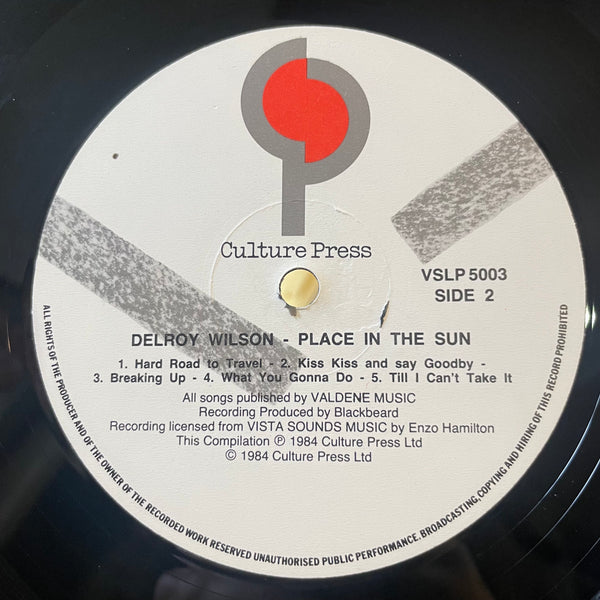 Culture Press
VSLP 5003
SIDE 2
DELROY WILSON - PLACE IN THE SUN
1. Hard Road to Travel - 2. Kiss Kiss and say Goodby -
3. Breaking Up - 4. What You Gonna Do - 5. Till I Can't Take It
All songs published by VALDENE MUSIC
Recording Produced by Blackbeard
Recording licensed from VISTA SOUNDS MUSIC by Enzo Hamilton
This Compilation ℗ 1984 Culture Press Ltd
© 1984 Culture Press Ltd
ALL RIGHTS OF THE PRODUCER AND OF THE OWNER OF THE RECORDED WORK RESERVED UNAUTHORISED PUBLIC PERFORMANCE, BROADCASTING, COPYING AND HIRING OF THIS RECORD PROHIBITED